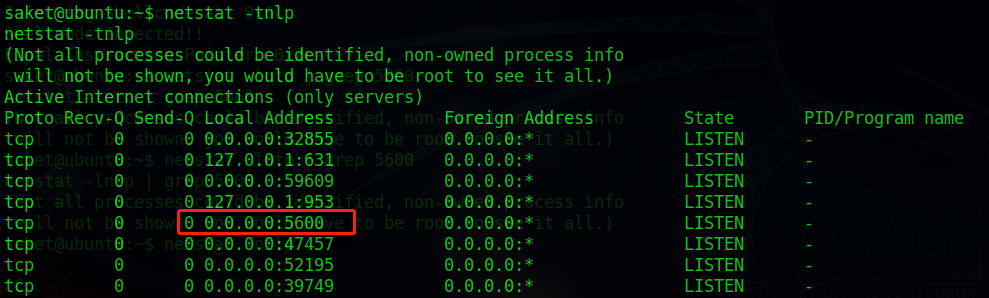 saket@ubuntu:~$ netstat -tnlp
netstat -tnlp
(Not all processes could be identified, non-owned process info
 will not be shown, you would have to be root to see it all.)
Active Internet connections (only servers)
Proto Recv-Q Send-Q Local Address           Foreign Address         State       PID/Program name
tcp        0      0 0.0.0.0:32855           0.0.0.0:*               LISTEN      -
tcp        0      0 127.0.0.1:631           0.0.0.0:*               LISTEN      -
tcp        0      0 0.0.0.0:59609           0.0.0.0:*               LISTEN      -
tcp        0      0 127.0.0.1:953           0.0.0.0:*               LISTEN      -
tcp        0      0 0.0.0.0:5600            0.0.0.0:*               LISTEN      -
tcp        0      0 0.0.0.0:47457           0.0.0.0:*               LISTEN      -
tcp        0      0 0.0.0.0:52195           0.0.0.0:*               LISTEN      -
tcp        0      0 0.0.0.0:39749           0.0.0.0:*               LISTEN      -
KALI